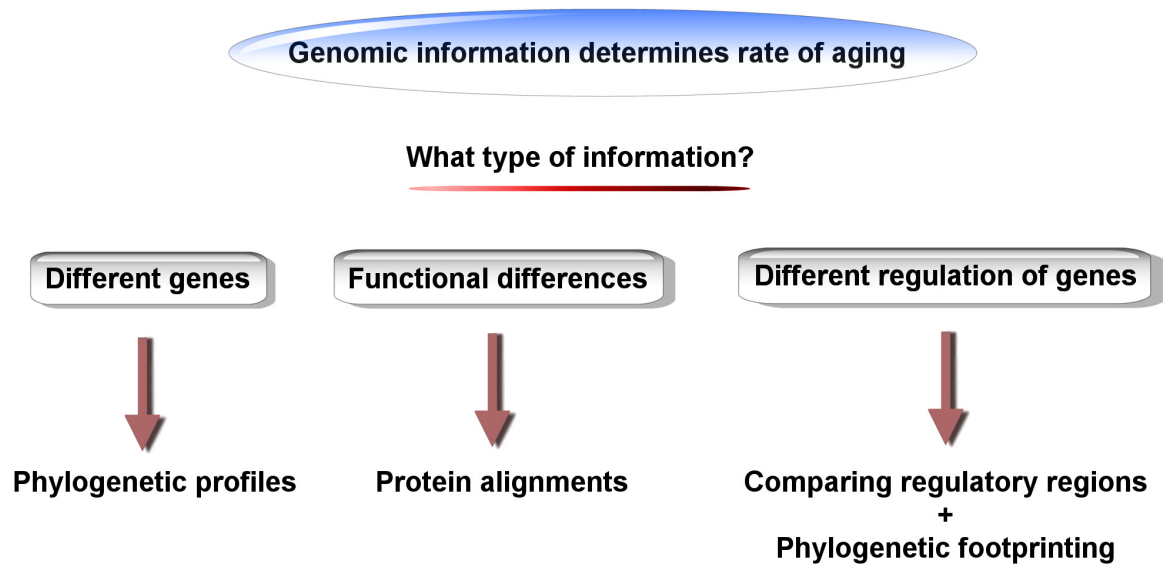 Genomic information determines rate of aging
What type of information?
Different genes
Functional differences
Different regulation of genes
Phylogenetic profiles
Protein alignments
Comparing regulatory regions
+
Phylogenetic footprinting